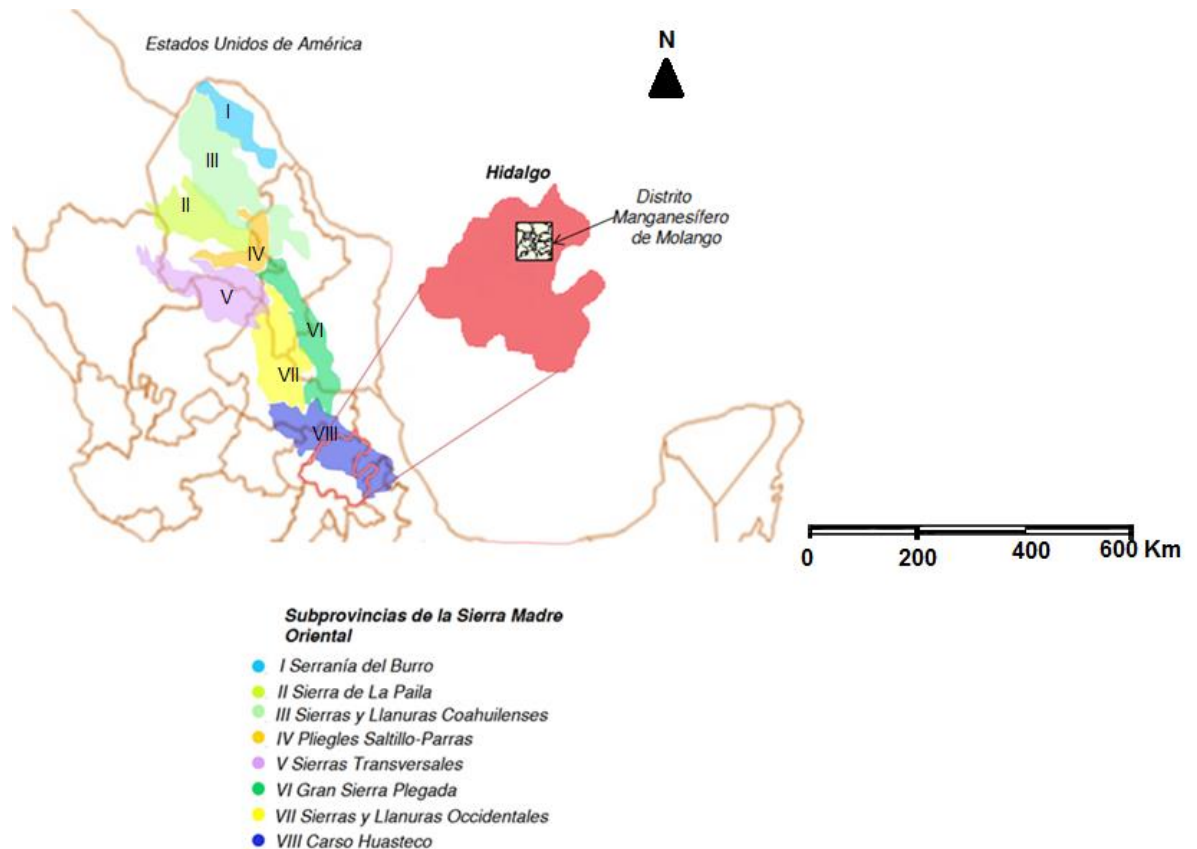 Estados Unidos de América
N
I
III
II
IV
V
VI
VII
VIII
Hidalgo
Distrito
Manganesífero
de Molango
0 200 400 600 Km
Subprovincias de la Sierra Madre
Oriental
I Serranía del Burro
II Sierra de La Paila
III Sierras y Llanuras Coahuilenses
IV Pliegles Saltillo-Parras
V Sierras Transversales
VI Gran Sierra Plegada
VII Sierras y Llanuras Occidentales
VIII Carso Huasteco